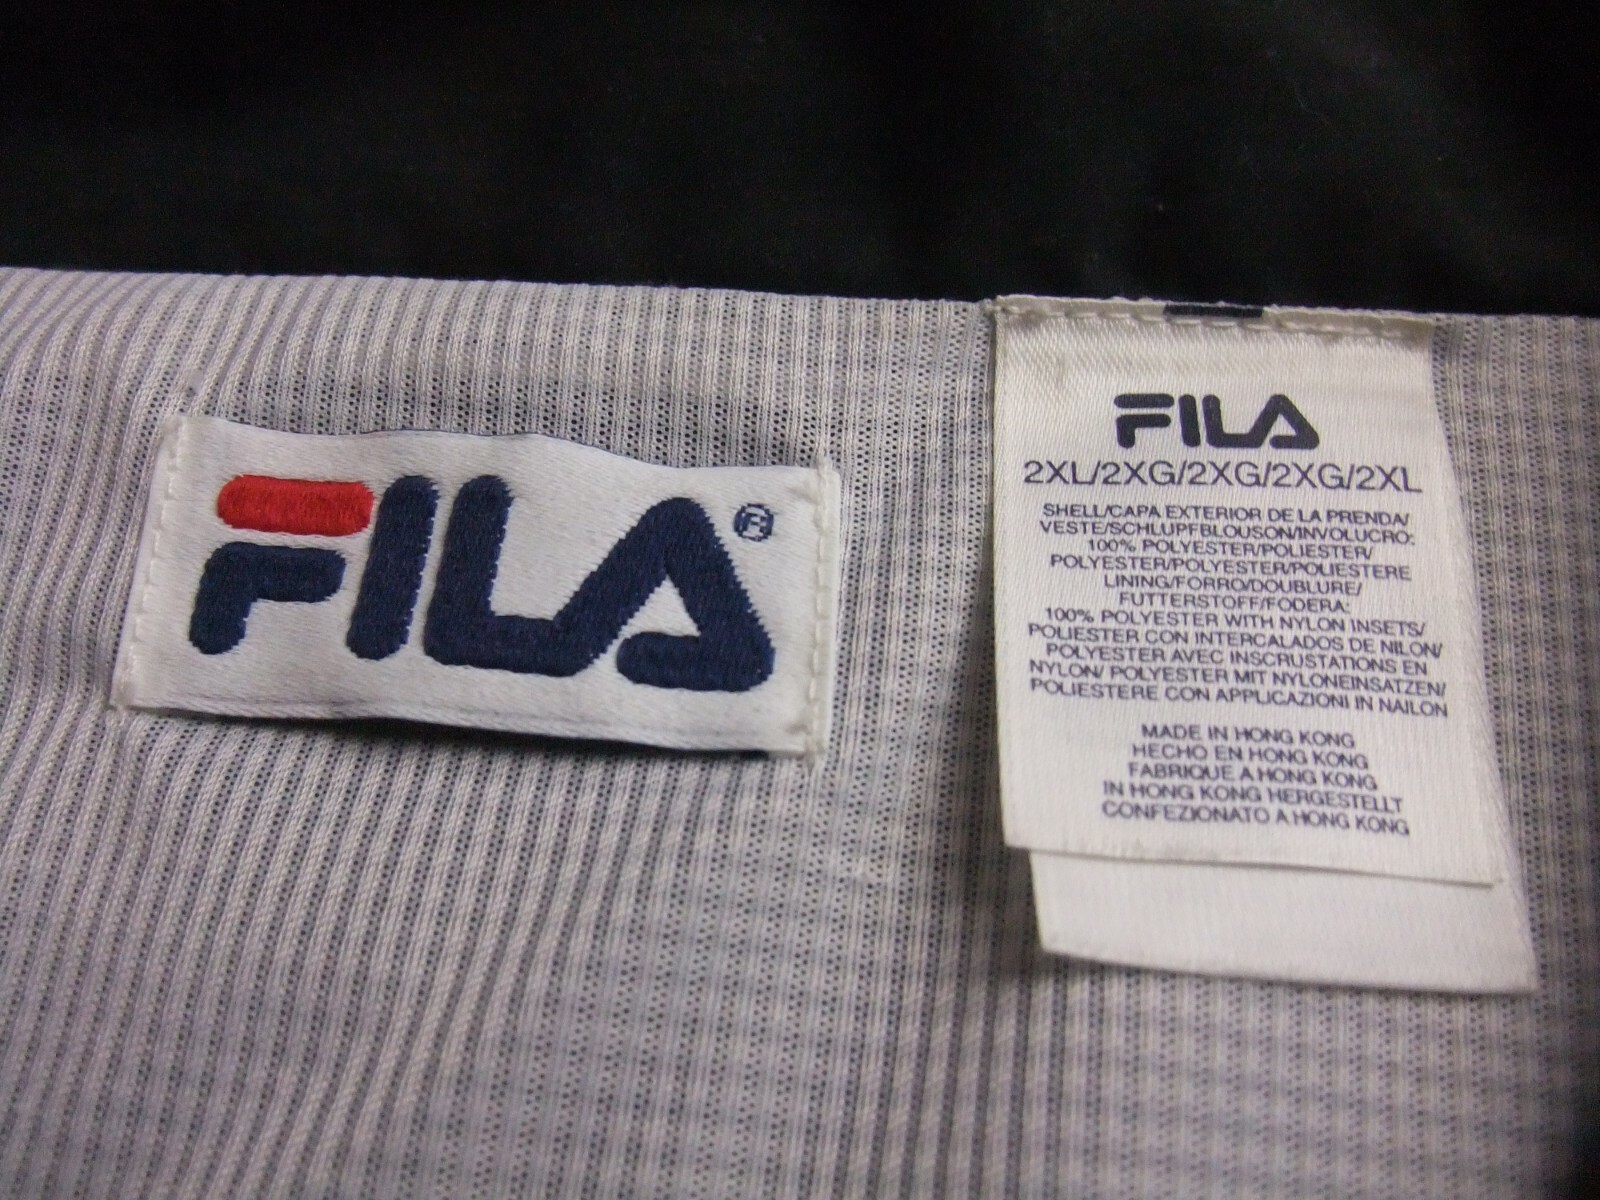 FILA®
FILA
2XL/2XG/2XG/2XG/2XL
SHELL/CAPA EXTERIOR DE LA PRENDA/
VESTE/SCHLUPFBLOUSON/INVOLUCRO:
100% POLYESTER/POLIESTER/
POLYESTER/POLYESTER/POLIESTERE
LINING/FORRO/DOUBLURE/
FUTTERSTOFF/FODERA:
100% POLYESTER WITH NYLON INSETS/
POLIESTER CON INTERCALADOS DE NILON/
POLYESTER AVEC INSCRUSTATIONS EN
NYLON/ POLYESTER MIT NYLONEINSATZEN/
POLIESTERE CON APPLICAZIONI IN NAILON
MADE IN HONG KONG
HECHO EN HONG KONG
FABRIQUE A HONG KONG
IN HONG KONG HERGESTELLT
CONFEZIONATO A HONG KONG